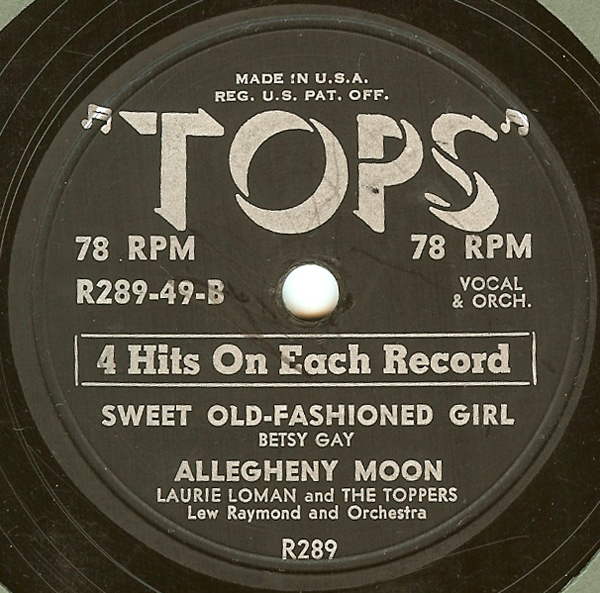 MADE IN U.S.A.
REG. U.S. PAT. OFF.
"TOPS"
78 RPM 78 RPM
R289-49-B VOCAL
& ORCH.
4 Hits On Each Record
SWEET OLD-FASHIONED GIRL
BETSY GAY
ALLEGHENY MOON
LAURIE LOMAN and THE TOPPERS
Lew Raymond and Orchestra
R289